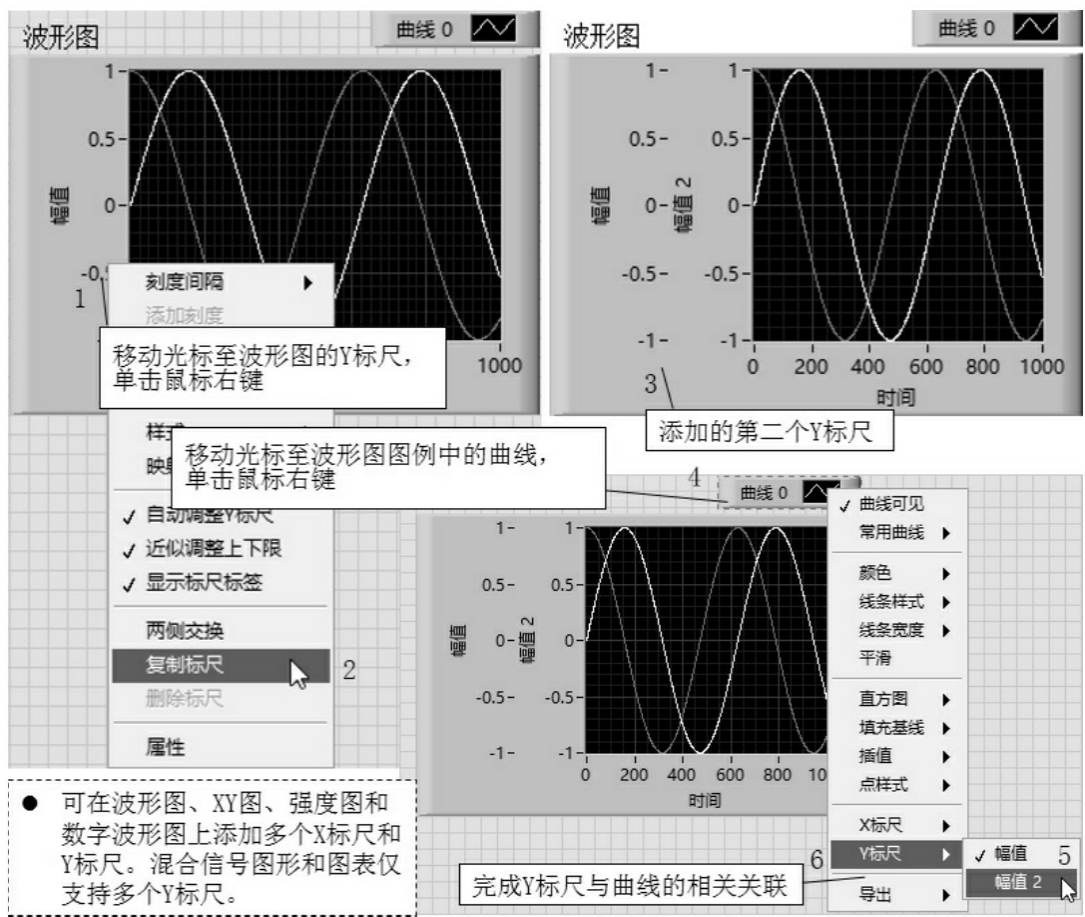 波形图
曲线 0
1
0.5
0
-0.
幅值
1000
1
刻度间隔
添加刻度
移动光标至波形图的Y标尺，
单击鼠标右键
样式
自动调整Y标尺
近似调整上下限
显示标尺标签
两侧交换
复制标尺
2
删除标尺
属性
波形图
曲线 0
1
0.5
0
-0.5
-1
幅值
1
0.5
0
-0.5
-1
幅值 2
0 200 400 600 800 1000
时间
3
添加的第二个Y标尺
移动光标至波形图图例中的曲线，
单击鼠标右键
4
曲线 0
1
0.5
0
-0.5
-1
幅值
1
0.5
0
-0.5
-1
幅值 2
0 200 400 600 800 10
时间
曲线可见
常用曲线
颜色
线条样式
线条宽度
平滑
直方图
填充基线
插值
点样式
X标尺
6
Y标尺
导出
幅值 5
幅值 2
完成Y标尺与曲线的相关关联
● 可在波形图、XY图、强度图和
数字波形图上添加多个X标尺和
Y标尺。混合信号图形和图表仅
支持多个Y标尺。